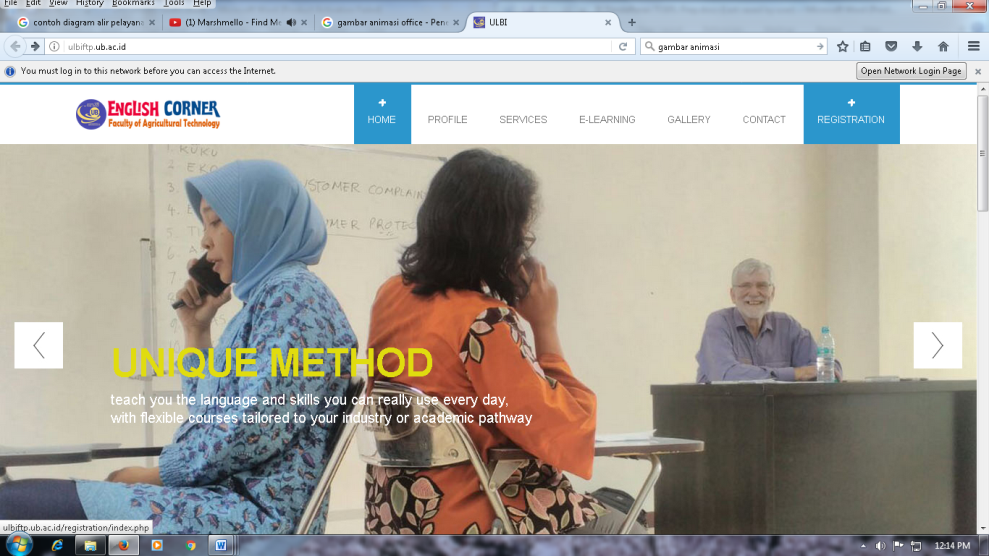 File Edit View History Bookmarks Tools Help
contoh diagram alir pelayana
(1) Marshmello - Find Me
gambar animasi office - Pen
ULBI
ulbiftp.ub.ac.id
gambar animasi
You must log in to this network before you can access the Internet.
Open Network Login Page
ENGLISH CORNER
Faculty of Agricultural Technology
HOME
PROFILE
SERVICES
E-LEARNING
GALLERY
CONTACT
REGISTRATION
1. KUKU
2. EKO
3.
STOMER COMPLAIN
4.
MER PROTEC
5.
6.
7.
UNIQUE METHOD
teach you the language and skills you can really use every day,
with flexible courses tailored to your industry or academic pathway
ulbiftp.ub.ac.id/registration/index.php
12:14 PM